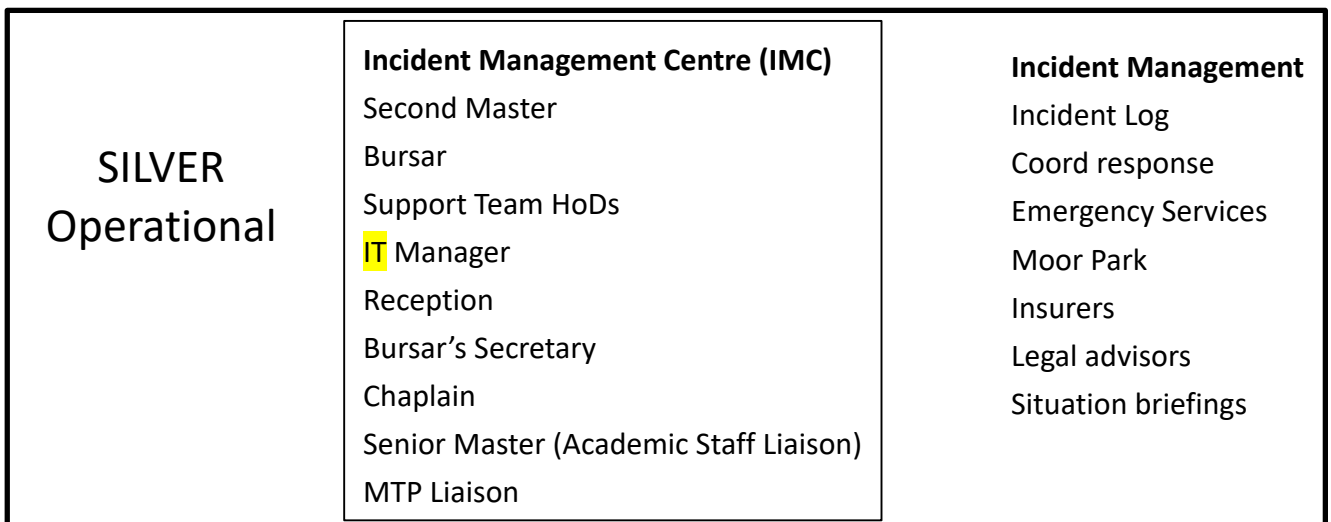 SILVER
Operational
Incident Management Centre (IMC)
Second Master
Bursar
Support Team HoDs
IT Manager
Reception
Bursar’s Secretary
Chaplain
Senior Master (Academic Staff Liaison)
MTP Liaison
Incident Management
Incident Log
Coord response
Emergency Services
Moor Park
Insurers
Legal advisors
Situation briefings